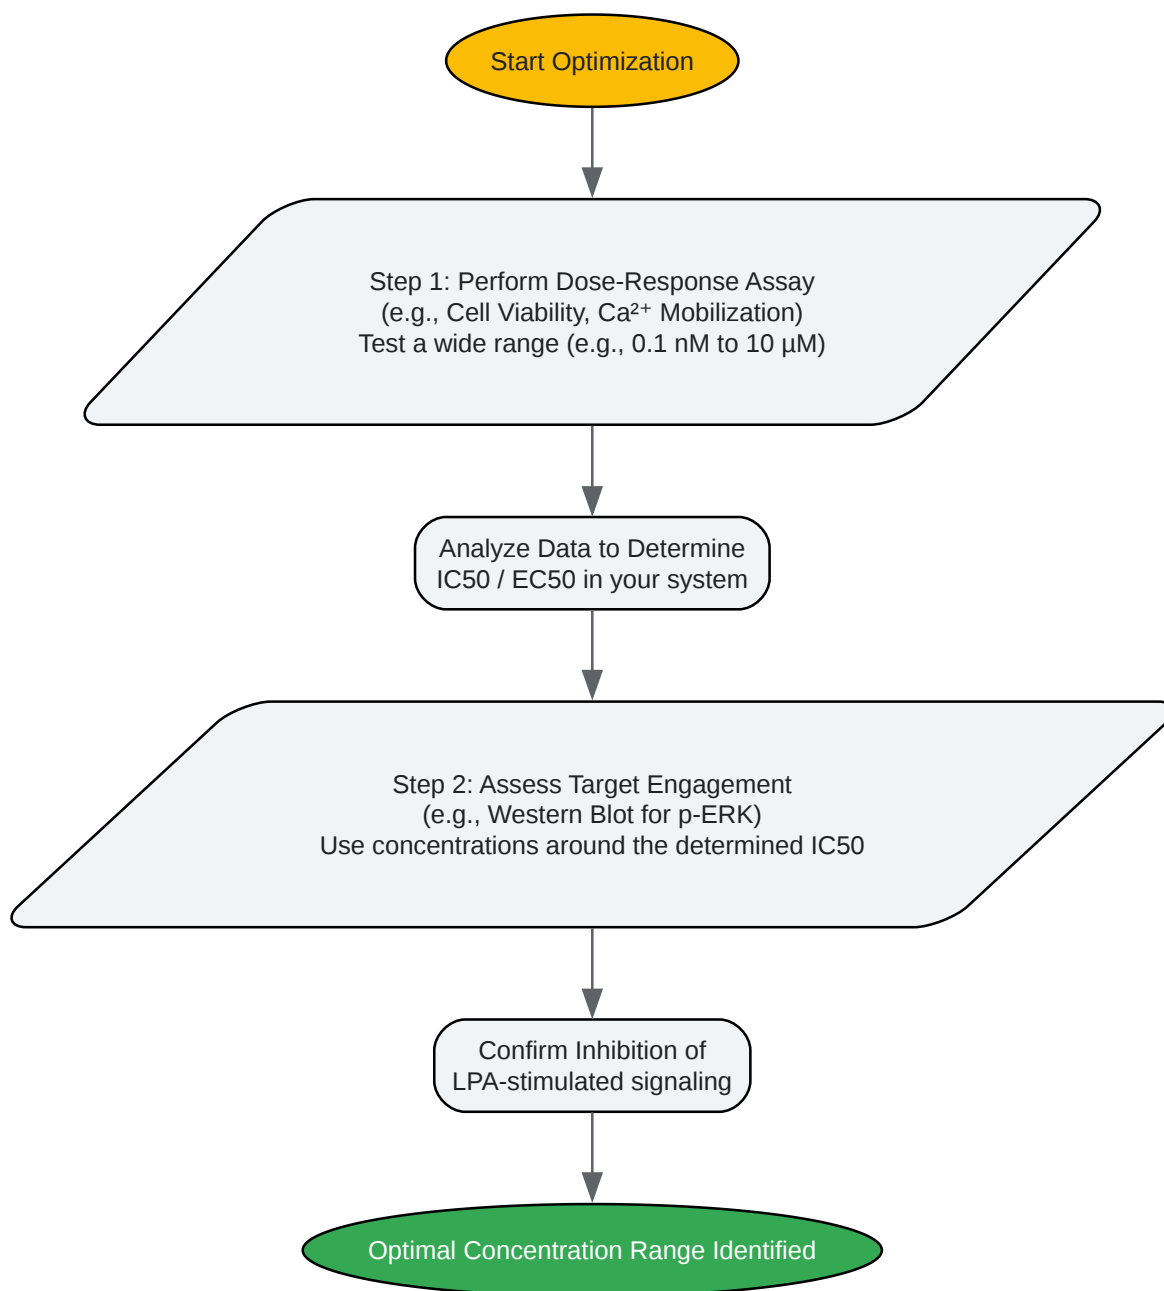 Start Optimization
Step 1: Perform Dose-Response Assay
(e.g., Cell Viability, Ca²⁺ Mobilization)
Test a wide range (e.g., 0.1 nM to 10 µM)
Analyze Data to Determine
IC50 / EC50 in your system
Step 2: Assess Target Engagement
(e.g., Western Blot for p-ERK)
Use concentrations around the determined IC50
Confirm Inhibition of
LPA-stimulated signaling
Optimal Concentration Range Identified